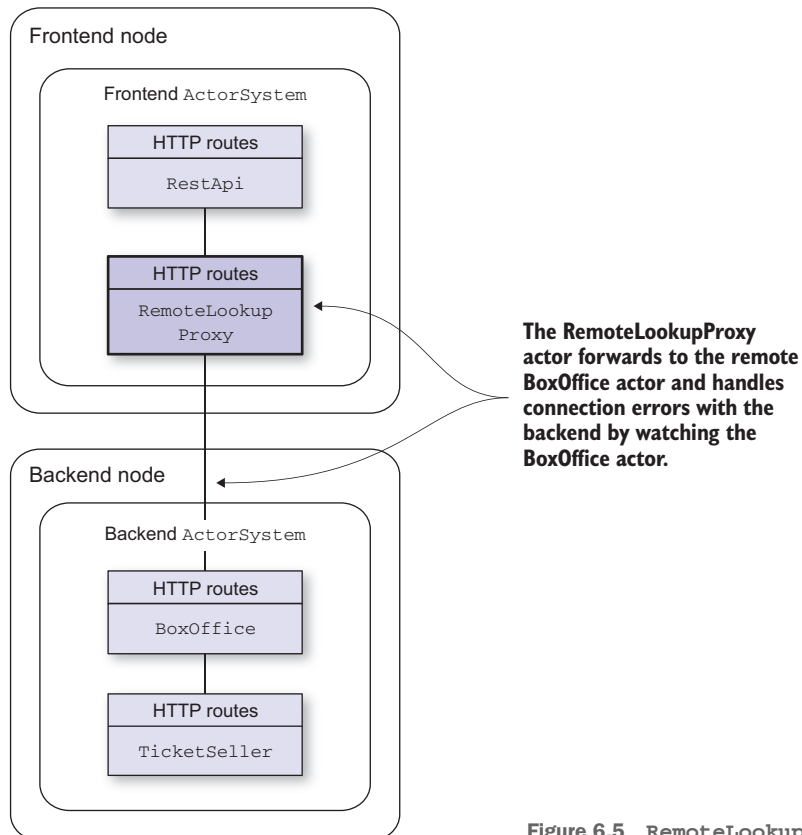 Frontend node
Frontend ActorSystem
HTTP routes
RestApi
HTTP routes
RemoteLookup
Proxy
The RemoteLookupProxy
actor forwards to the remote
BoxOffice actor and handles
connection errors with the
backend by watching the
BoxOffice actor.
Backend node
Backend ActorSystem
HTTP routes
BoxOffice
HTTP routes
TicketSeller
Figure 6.5 RemoteLookup